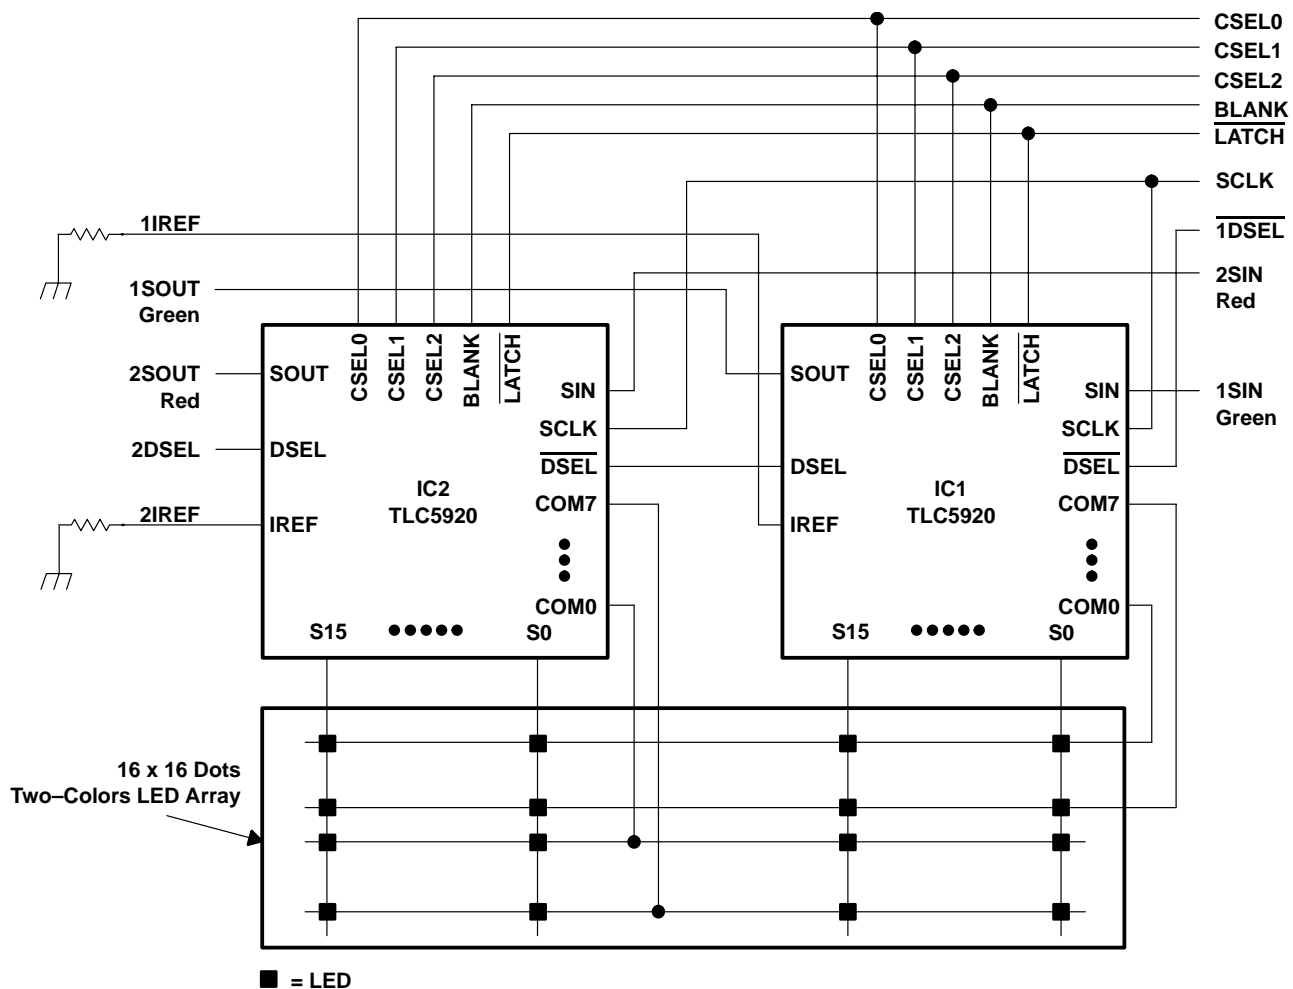 CSEL0
CSEL1
CSEL2
BLANK
LATCH
SCLK
1DSEL
2SIN
Red
1IREF
1SOUT
Green
2SOUT
Red
2DSEL
2IREF
SOUT
DSEL
IREF
CSEL0
CSEL1
CSEL2
BLANK
LATCH
SIN
SCLK
DSEL
COM7
COM0
IC2
TLC5920
S15
S0
SOUT
DSEL
IREF
CSEL0
CSEL1
CSEL2
BLANK
LATCH
SIN
SCLK
DSEL
COM7
COM0
IC1
TLC5920
S15
S0
1SIN
Green
16 x 16 Dots
Two–Colors LED Array
= LED